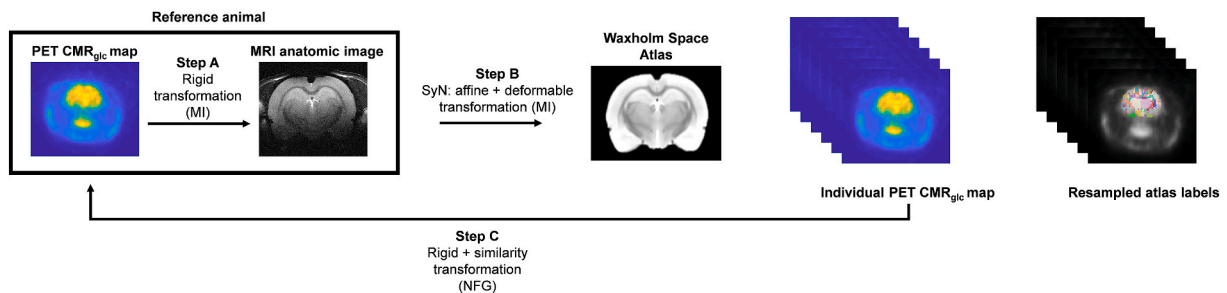 Reference animal
PET CMRglc map
Step A
Rigid
transformation
(MI)
MRI anatomic image
Step B
SyN: affine + deformable
transformation (MI)
Waxholm Space
Atlas
Individual PET CMRglc map
Resampled atlas labels
Step C
Rigid + similarity
transformation
(NFG)